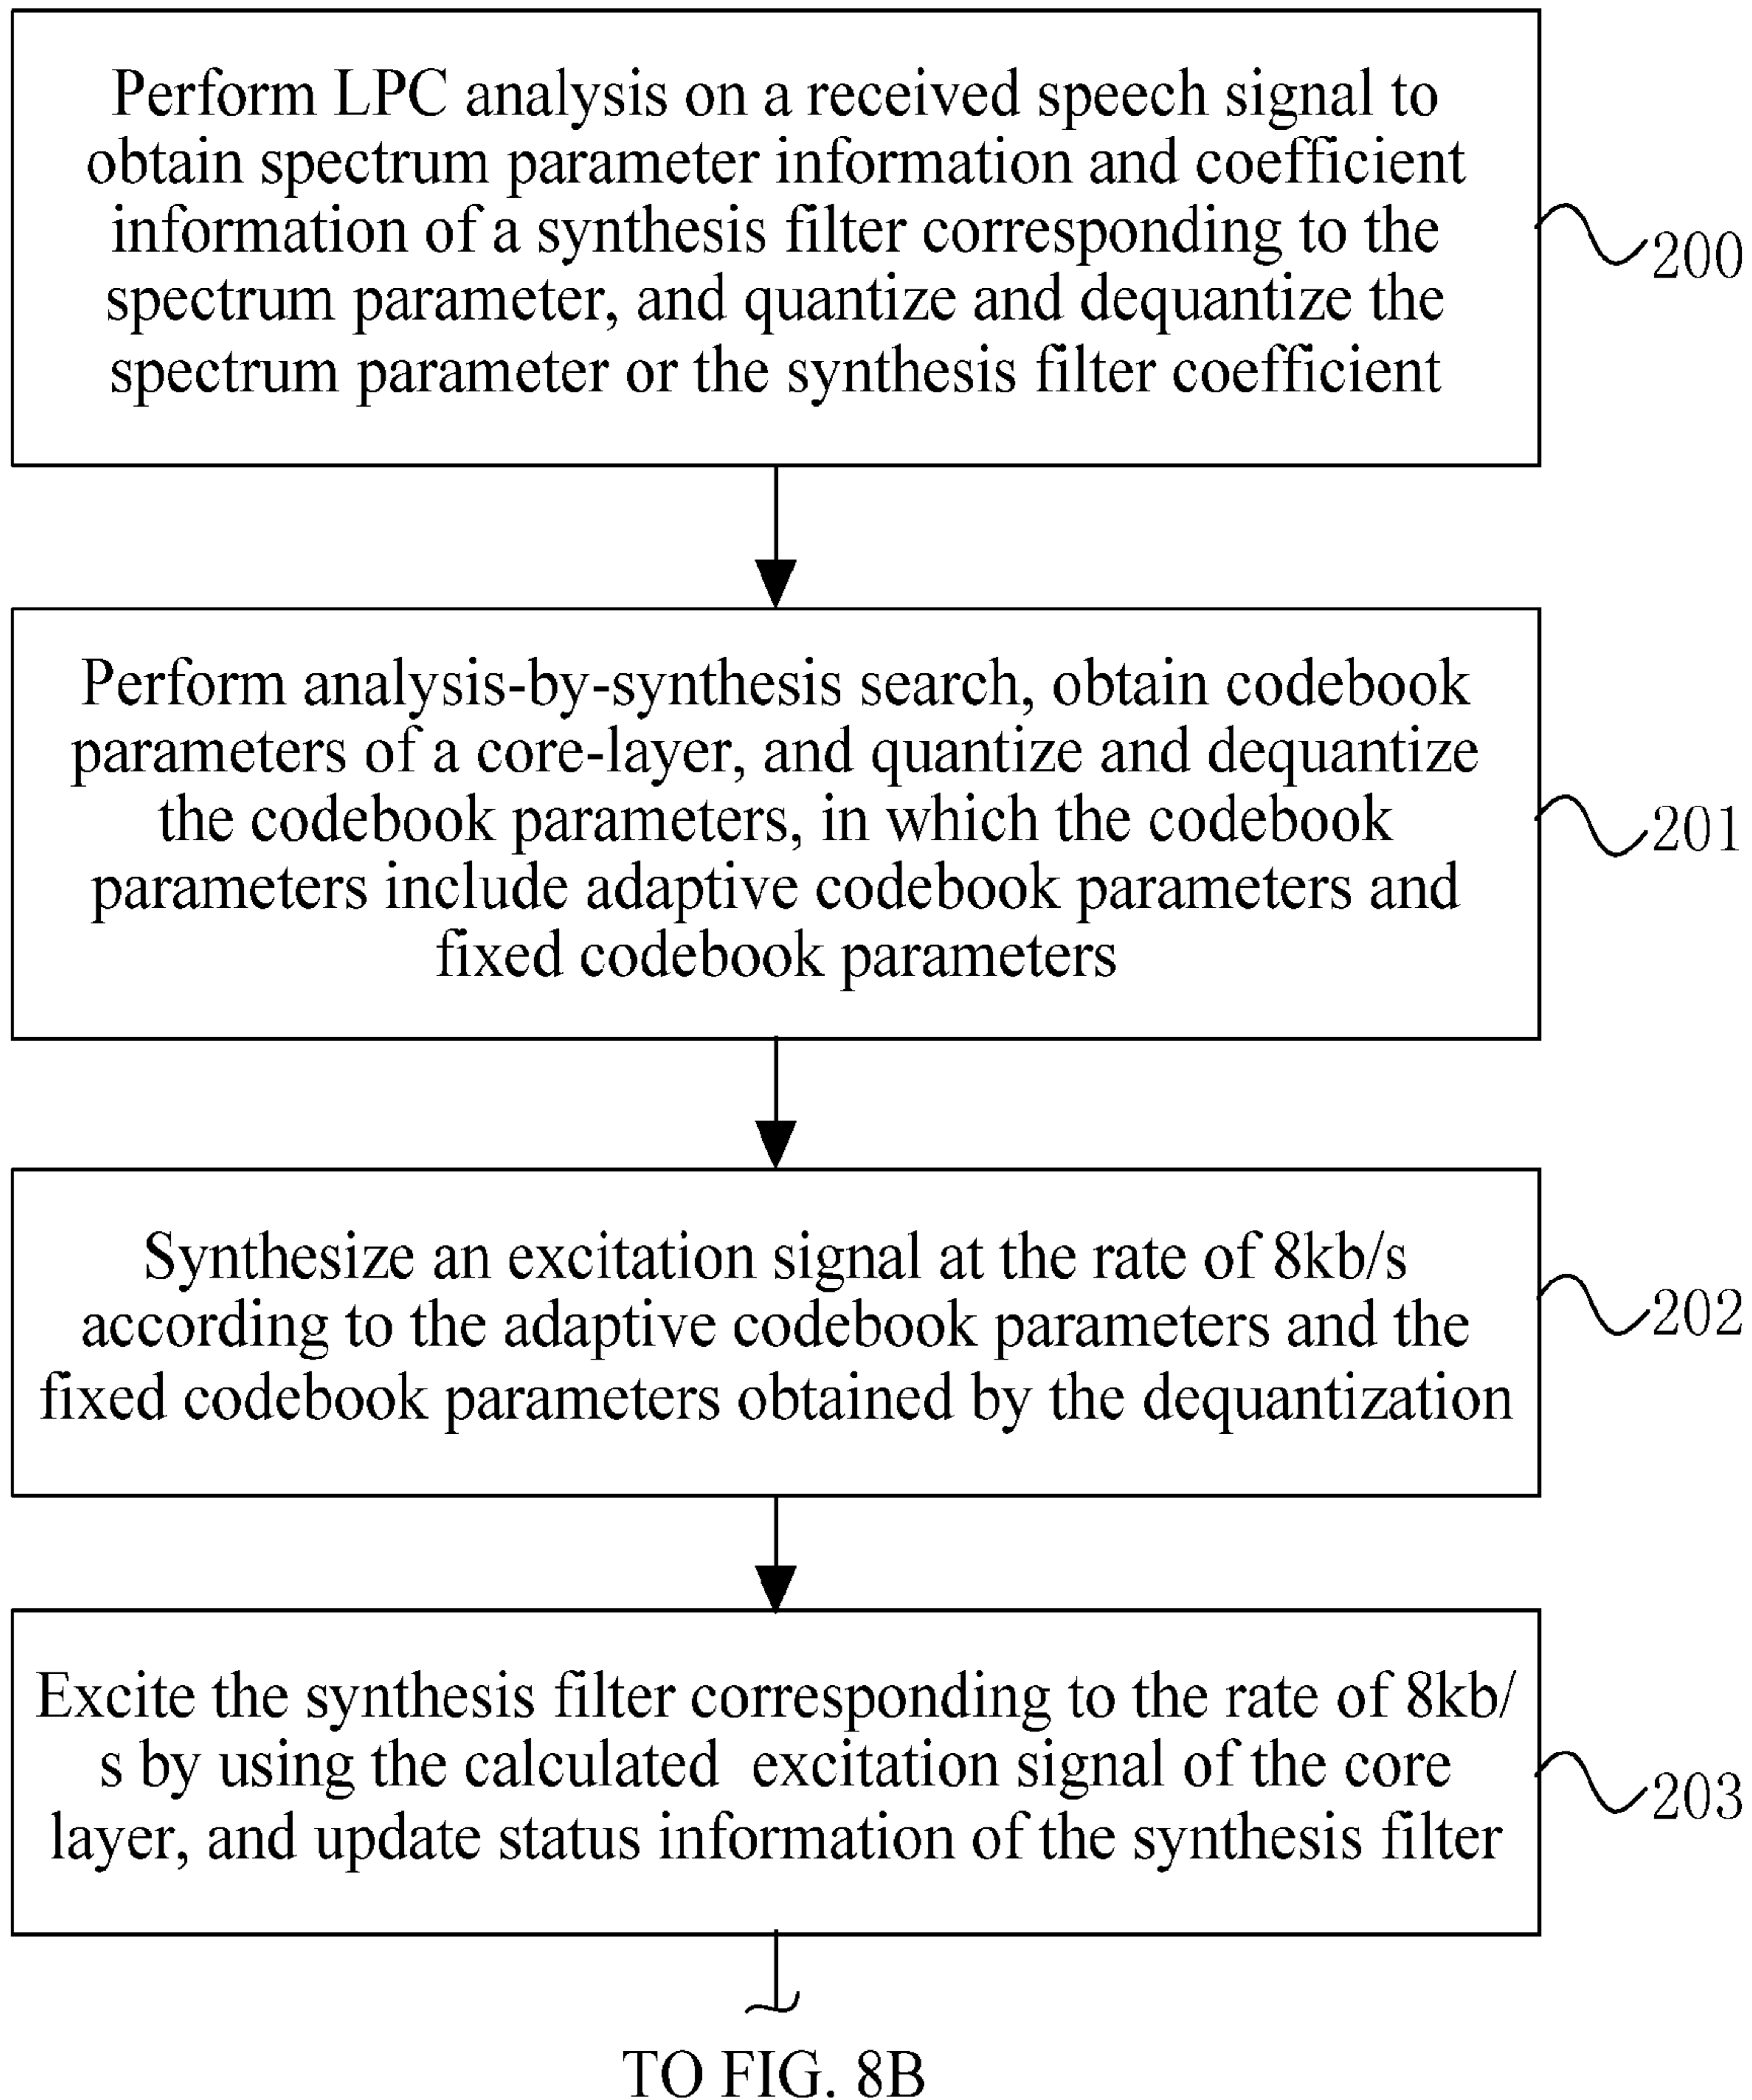 Perform LPC analysis on a received speech signal to
obtain spectrum parameter information and coefficient
information of a synthesis filter corresponding to the
spectrum parameter, and quantize and dequantize the
spectrum parameter or the synthesis filter coefficient
200
Perform analysis-by-synthesis search, obtain codebook
parameters of a core-layer, and quantize and dequantize
the codebook parameters, in which the codebook
parameters include adaptive codebook parameters and
fixed codebook parameters
201
Synthesize an excitation signal at the rate of 8kb/s
according to the adaptive codebook parameters and the
fixed codebook parameters obtained by the dequantization
202
Excite the synthesis filter corresponding to the rate of 8kb/
s by using the calculated excitation signal of the core
layer, and update status information of the synthesis filter
203
TO FIG. 8B